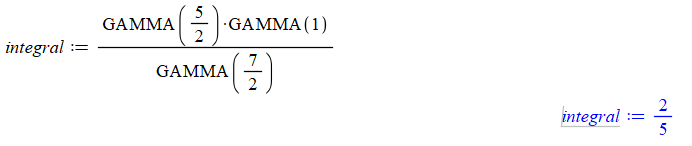 integral := GAMMA(5/2)·GAMMA(1) / GAMMA(7/2)
integral := 2/5